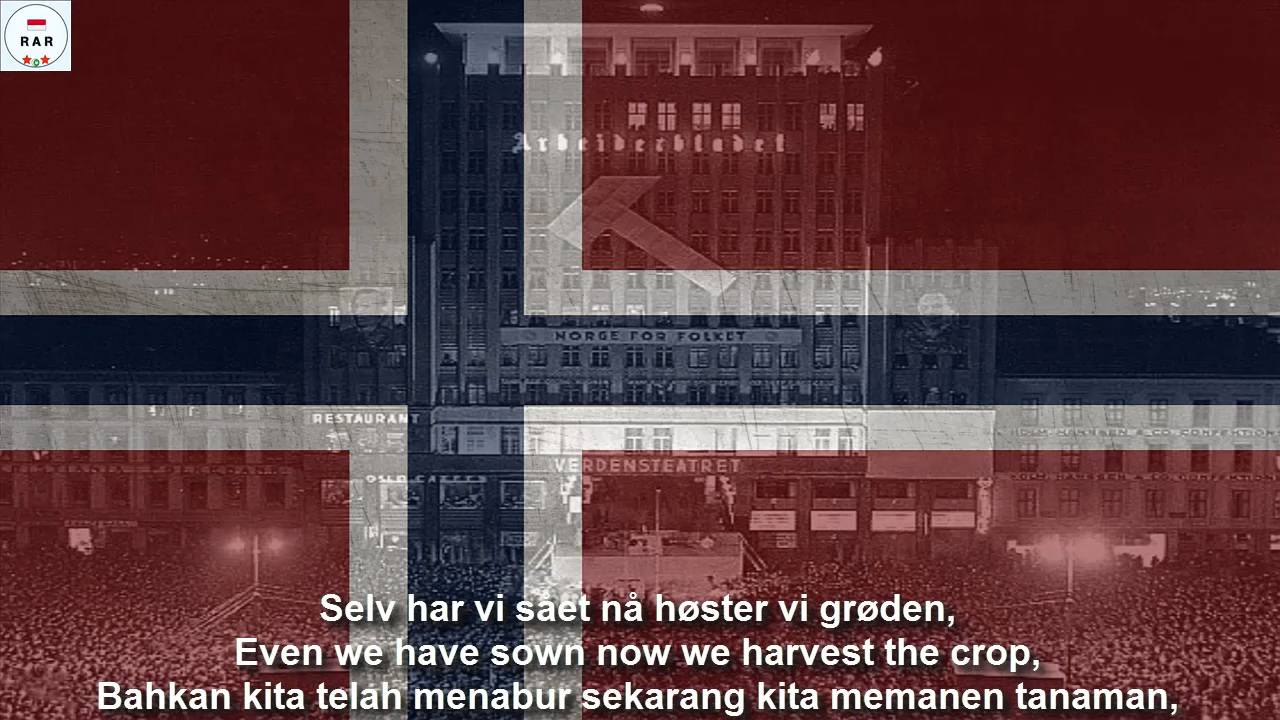 RAR
Arbeiderbladet
NORGE FOR FOLKET
RESTAURANT
VERDENSTEATRET
OSLO
Selv har vi sået nå høster vi grøden,
Even we have sown now we harvest the crop,
Bahkan kita telah menabur sekarang kita memanen tanaman,